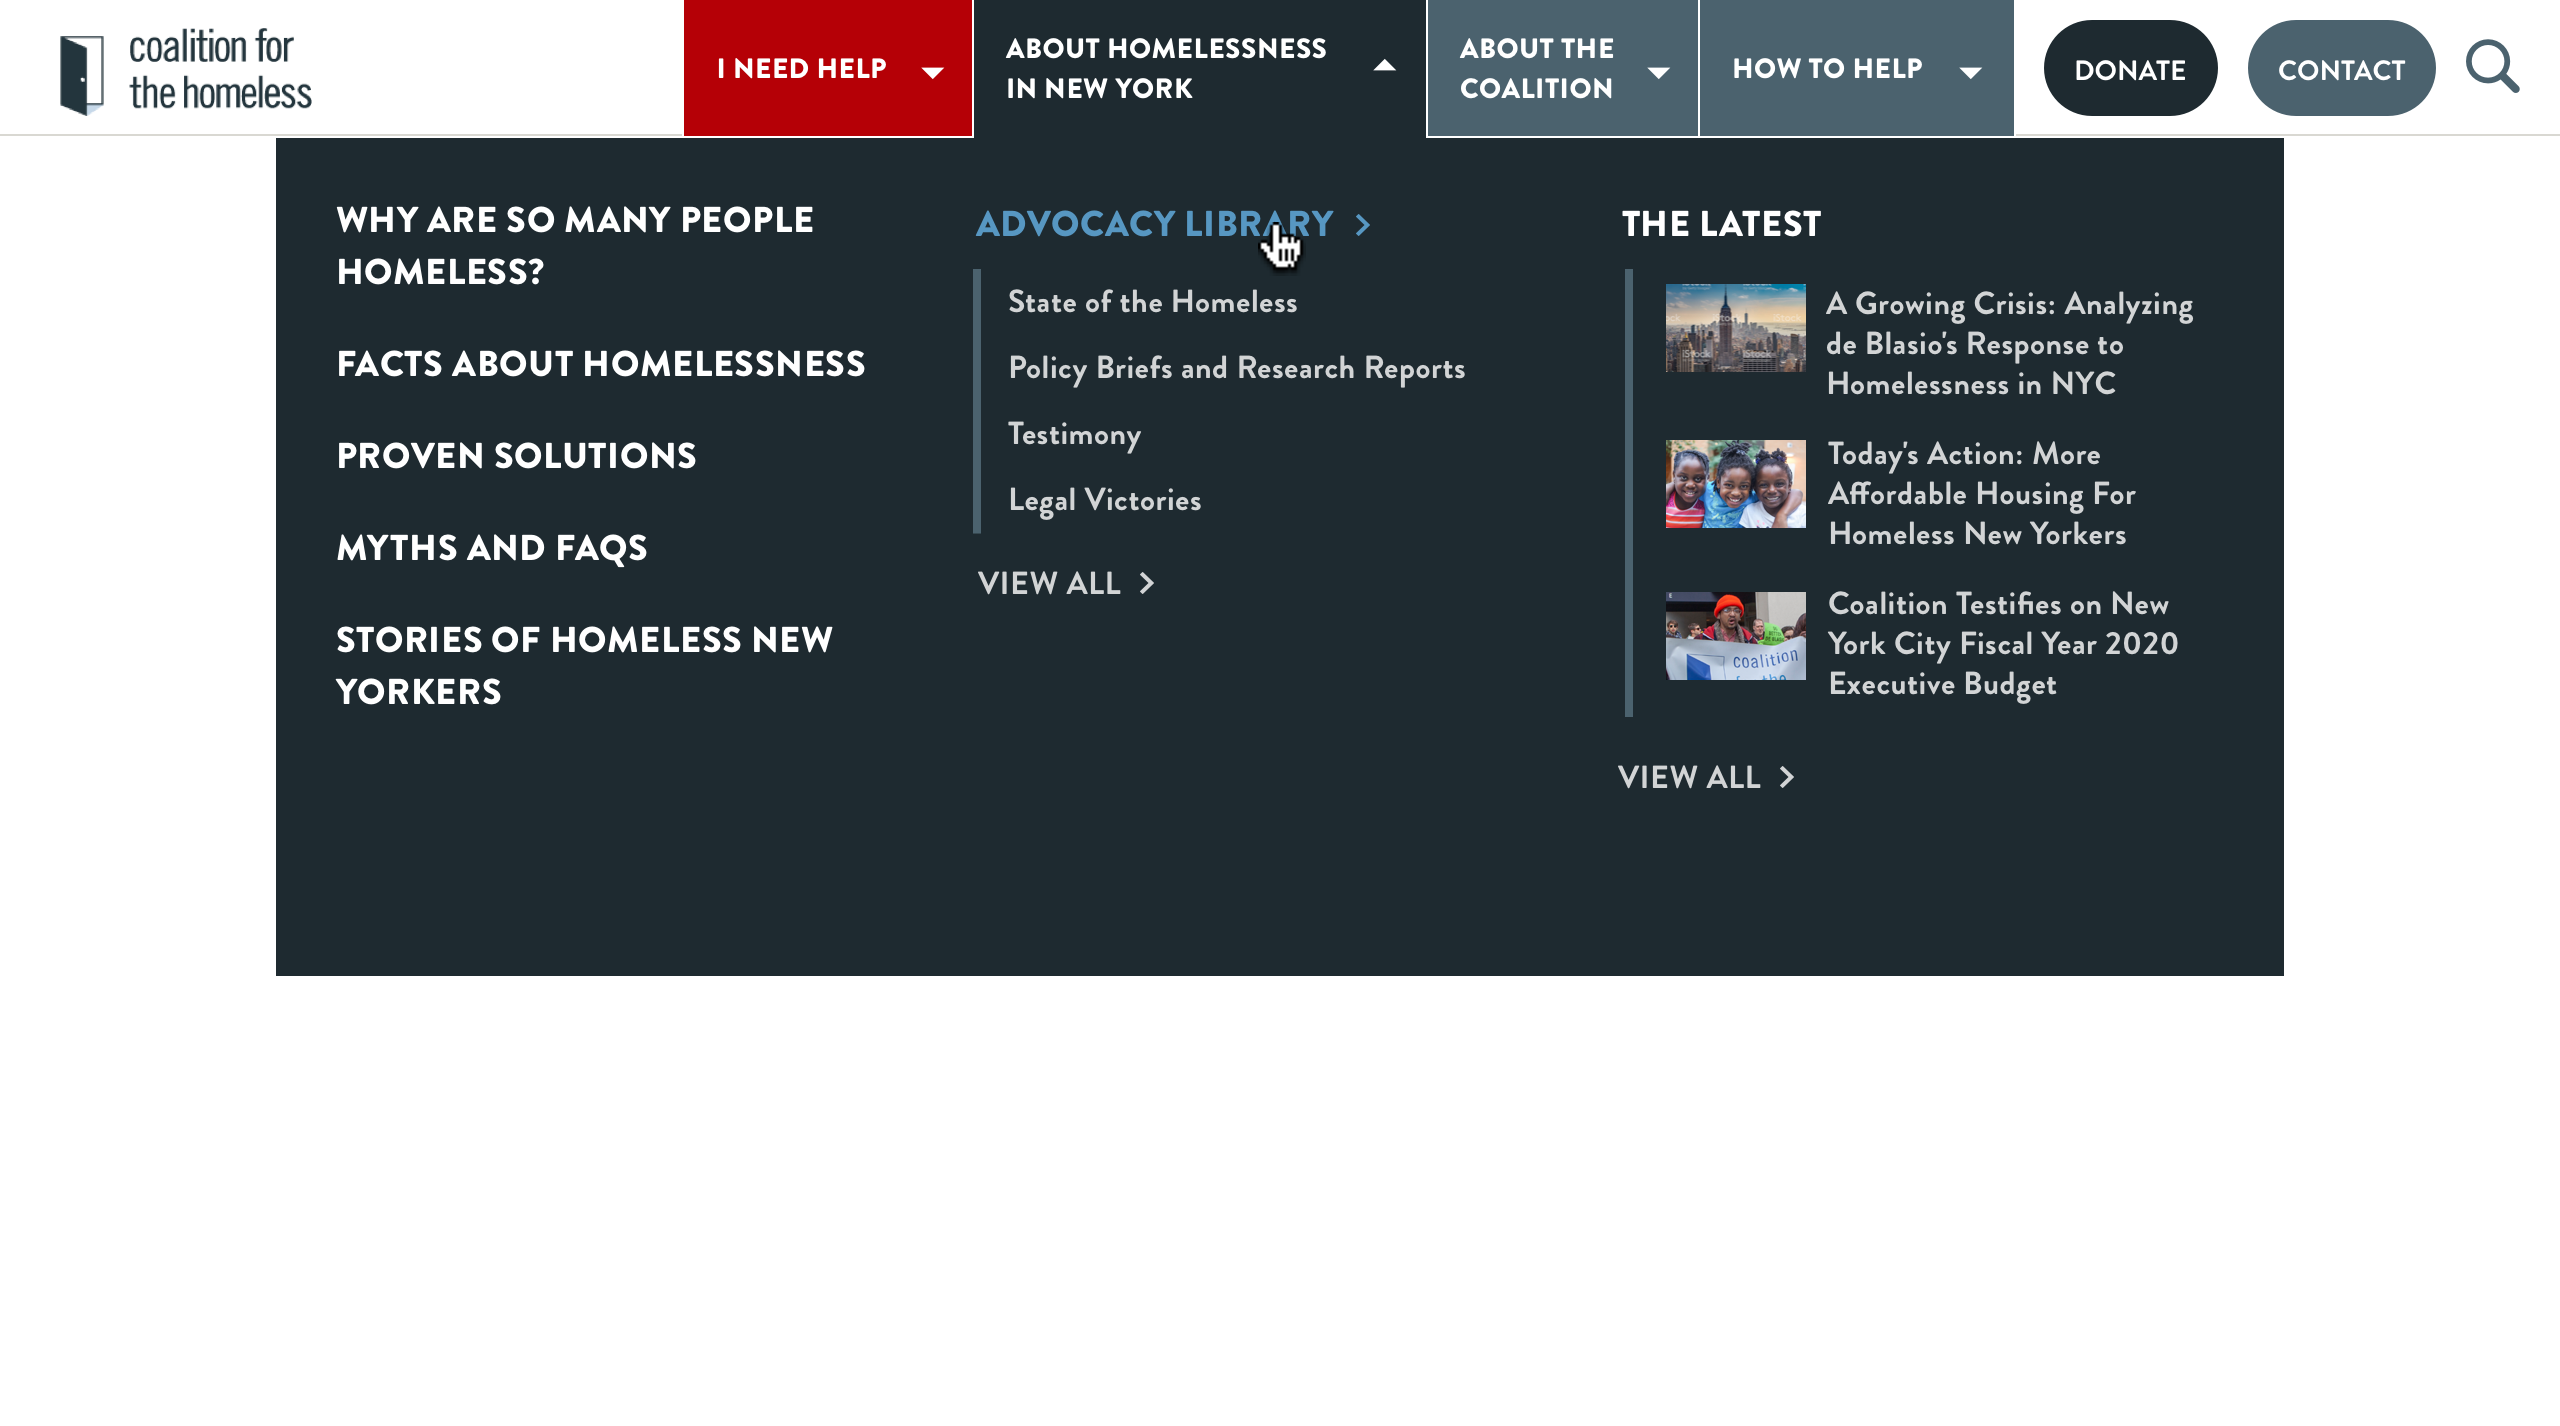 coalition for
the homeless
I NEED HELP
ABOUT HOMELESSNESS
IN NEW YORK
ABOUT THE
COALITION
HOW TO HELP
DONATE
CONTACT
WHY ARE SO MANY PEOPLE
HOMELESS?
FACTS ABOUT HOMELESSNESS
PROVEN SOLUTIONS
MYTHS AND FAQS
STORIES OF HOMELESS NEW
YORKERS
ADVOCACY LIBRARY
State of the Homeless
Policy Briefs and Research Reports
Testimony
Legal Victories
VIEW ALL
THE LATEST
iStock
iStock
A Growing Crisis: Analyzing
de Blasio's Response to
Homelessness in NYC
Today's Action: More
Affordable Housing For
Homeless New Yorkers
coalition
Coalition Testifies on New
York City Fiscal Year 2020
Executive Budget
VIEW ALL